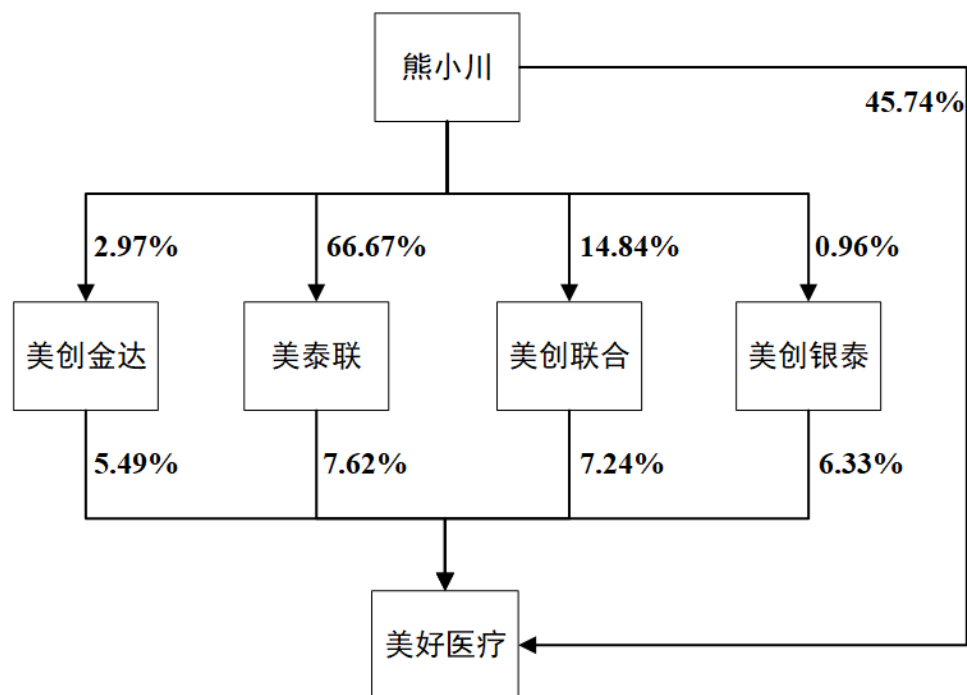 熊小川
45.74%
2.97%
66.67%
14.84%
0.96%
美创金达
美泰联
美创联合
美创银泰
5.49%
7.62%
7.24%
6.33%
美好医疗